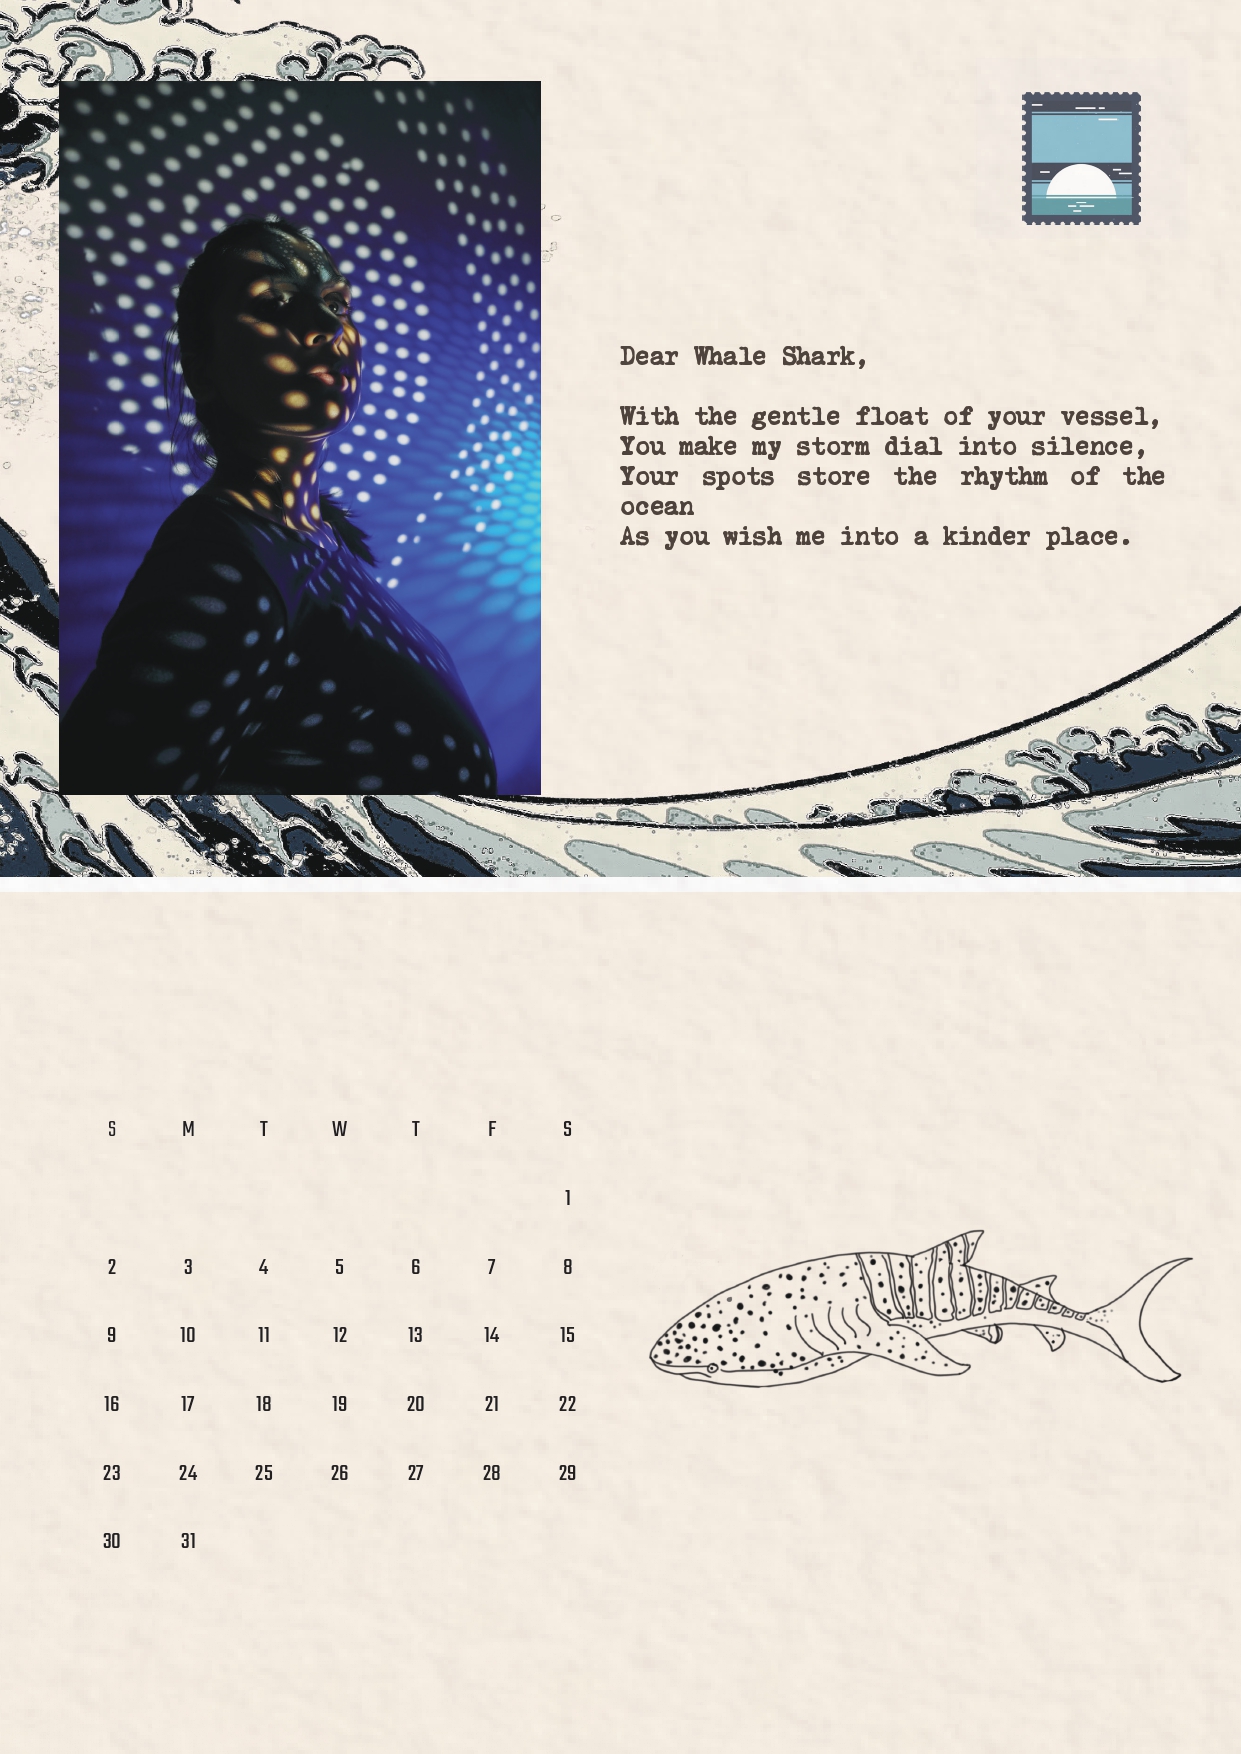 Dear Whale Shark,
With the gentle float of your vessel,
You make my storm dial into silence,
Your spots store the rhythm of the
ocean
As you wish me into a kinder place.
S M T W T F S
1
2 3 4 5 6 7 8
9 10 11 12 13 14 15
16 17 18 19 20 21 22
23 24 25 26 27 28 29
30 31